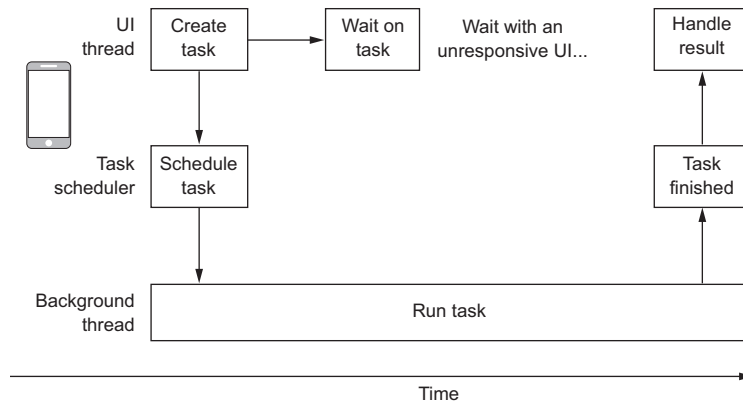 UI
thread
Create
task
Wait on
task
Wait with an
unresponsive UI...
Handle
result
Task
scheduler
Schedule
task
Task
finished
Background
thread
Run task
Time